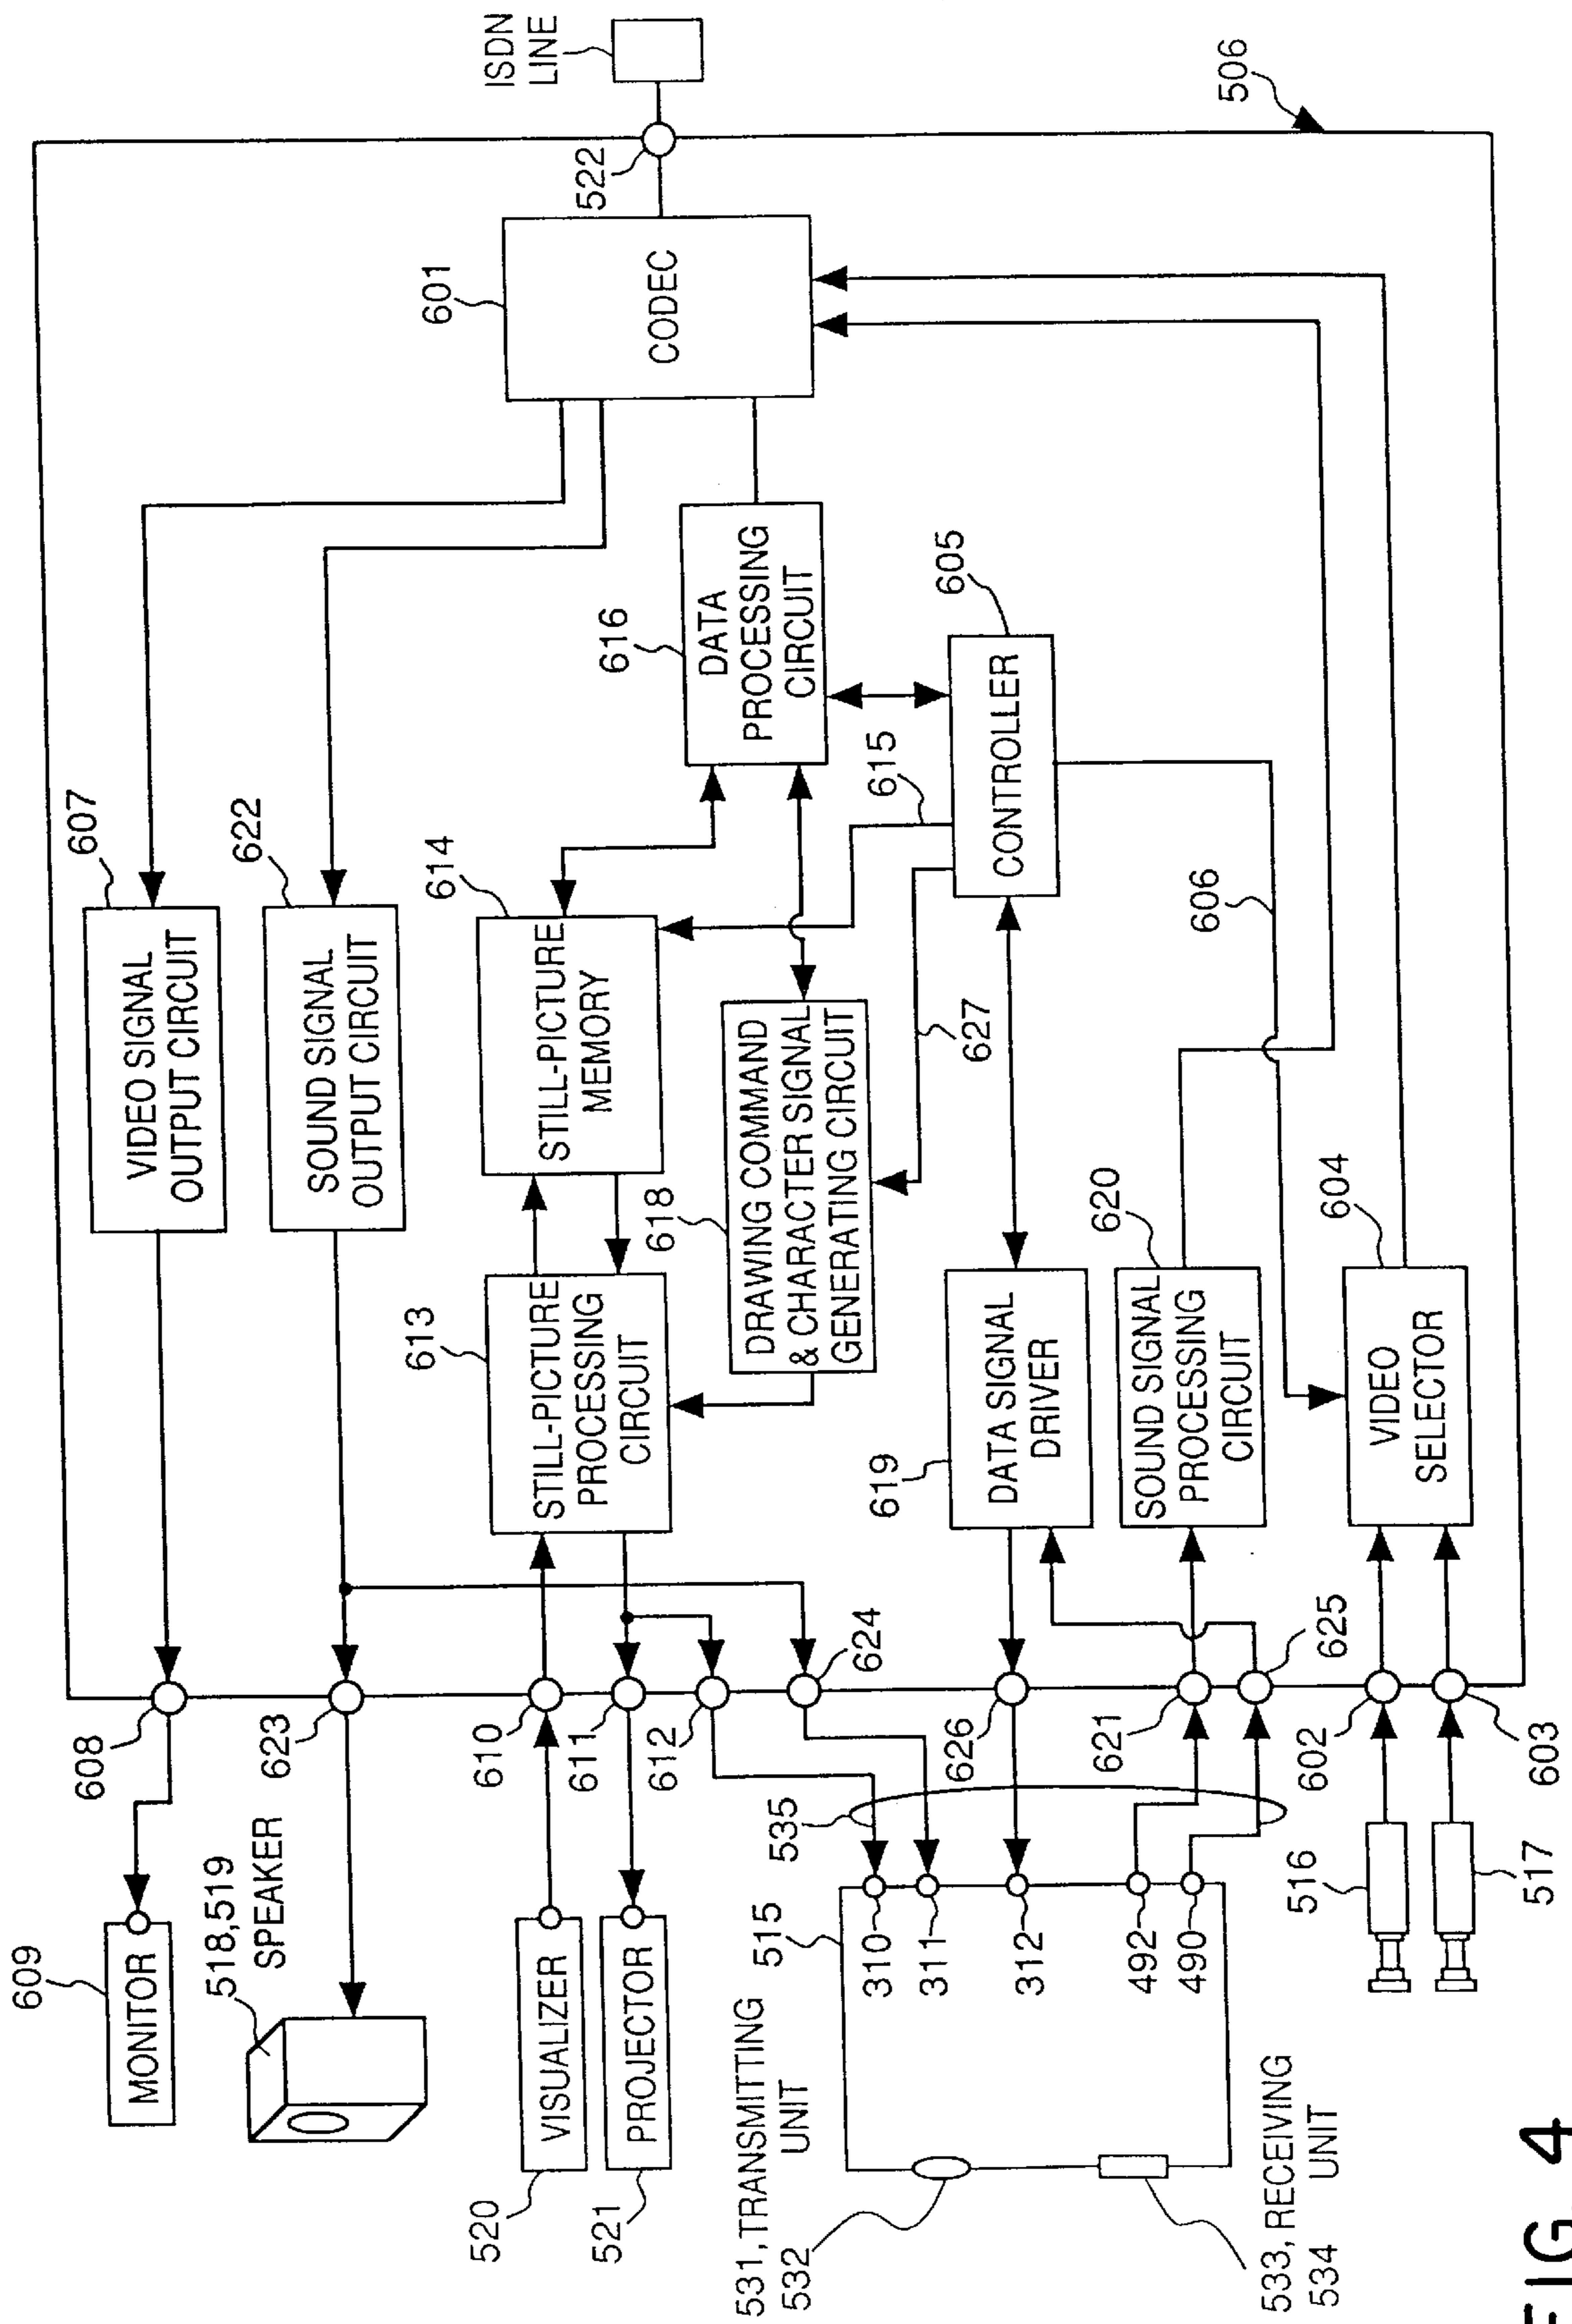 609
MONITOR
608
607
VIDEO SIGNAL
OUTPUT CIRCUIT
518,519
SPEAKER
623
622
SOUND SIGNAL
OUTPUT CIRCUIT
ISDN
LINE
522
601
CODEC
520
VISUALIZER
610
613
STILL-PICTURE
PROCESSING
CIRCUIT
614
STILL-PICTURE
MEMORY
521
PROJECTOR
611
612
624
618
DRAWING COMMAND
& CHARACTER SIGNAL
GENERATING CIRCUIT
616
DATA
PROCESSING
CIRCUIT
615
605
CONTROLLER
627
531, TRANSMITTING
532 UNIT
515
535
310
311
312
492
490
533, RECEIVING
534 UNIT
626
619
DATA SIGNAL
DRIVER
621
625
620
SOUND SIGNAL
PROCESSING
CIRCUIT
606
516
517
602
603
604
VIDEO
SELECTOR
506
FIG. 4